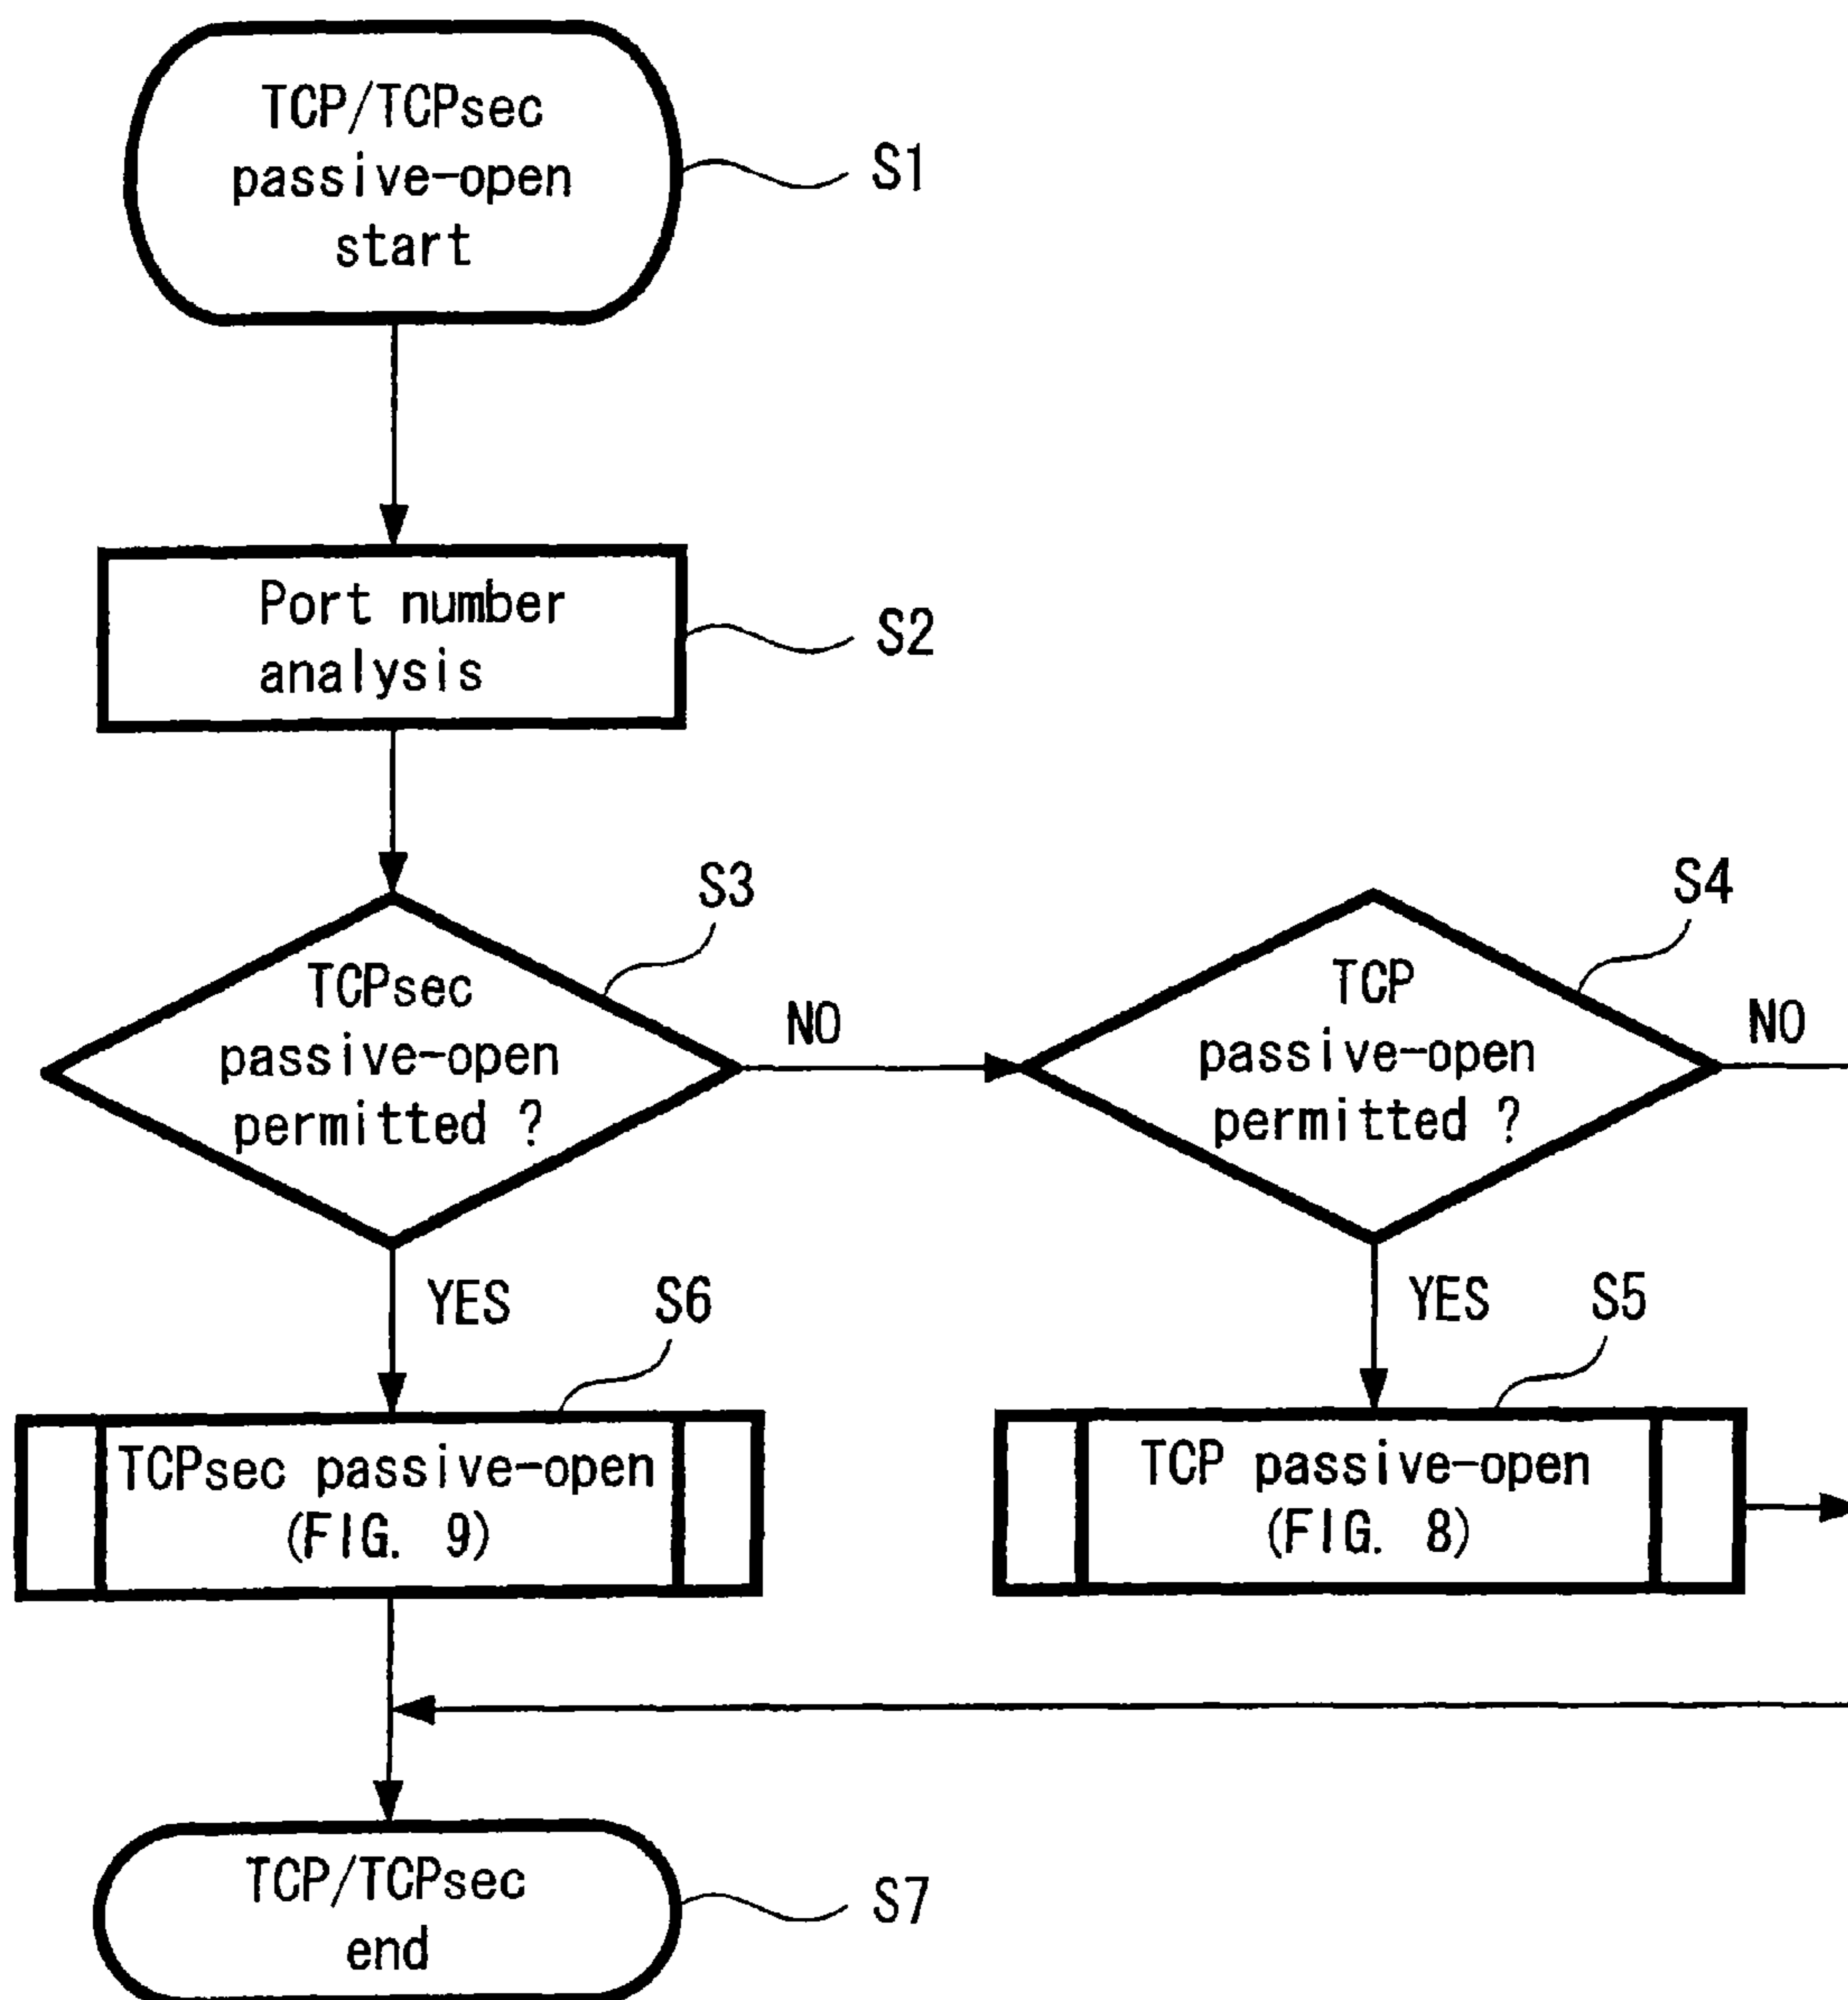 TCP/TCPsec
passive-open
start
S1
Port number
analysis
S2
S3
TCPsec
passive-open
permitted ?
NO
S4
TCP
passive-open
permitted ?
NO
YES
S6
YES
S5
TCPsec passive-open
(FIG. 9)
TCP passive-open
(FIG. 8)
TCP/TCPsec
end
S7